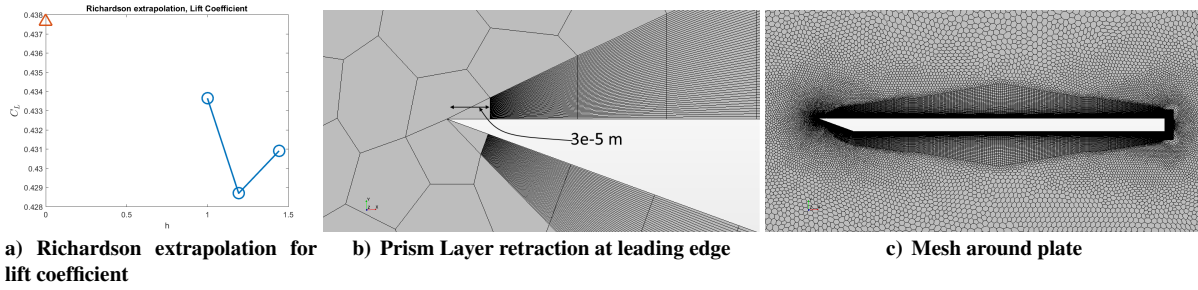 Richardson extrapolation, Lift Coefficient
0.438
0.437
0.436
0.435
0.434
0.433
0.432
0.431
0.43
0.429
0.428
C_L
0
0.5
1
1.5
h
3e-5 m
a) Richardson extrapolation for
lift coefficient
b) Prism Layer retraction at leading edge
c) Mesh around plate